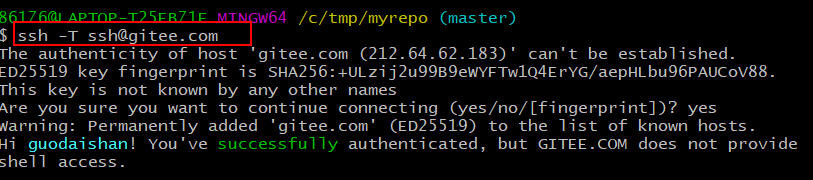 86176@LAPTOP-T25EB71E MINGW64 /c/tmp/myrepo (master)
$ ssh -T ssh@gitee.com
The authenticity of host 'gitee.com (212.64.62.183)' can't be established.
ED25519 key fingerprint is SHA256:+ULzij2u99B9eWYFTw1Q4ErYG/aepHLbu96PAUCoV88.
This key is not known by any other names
Are you sure you want to continue connecting (yes/no/[fingerprint])? yes
Warning: Permanently added 'gitee.com' (ED25519) to the list of known hosts.
Hi guodaishan! You've successfully authenticated, but GITEE.COM does not provide
shell access.